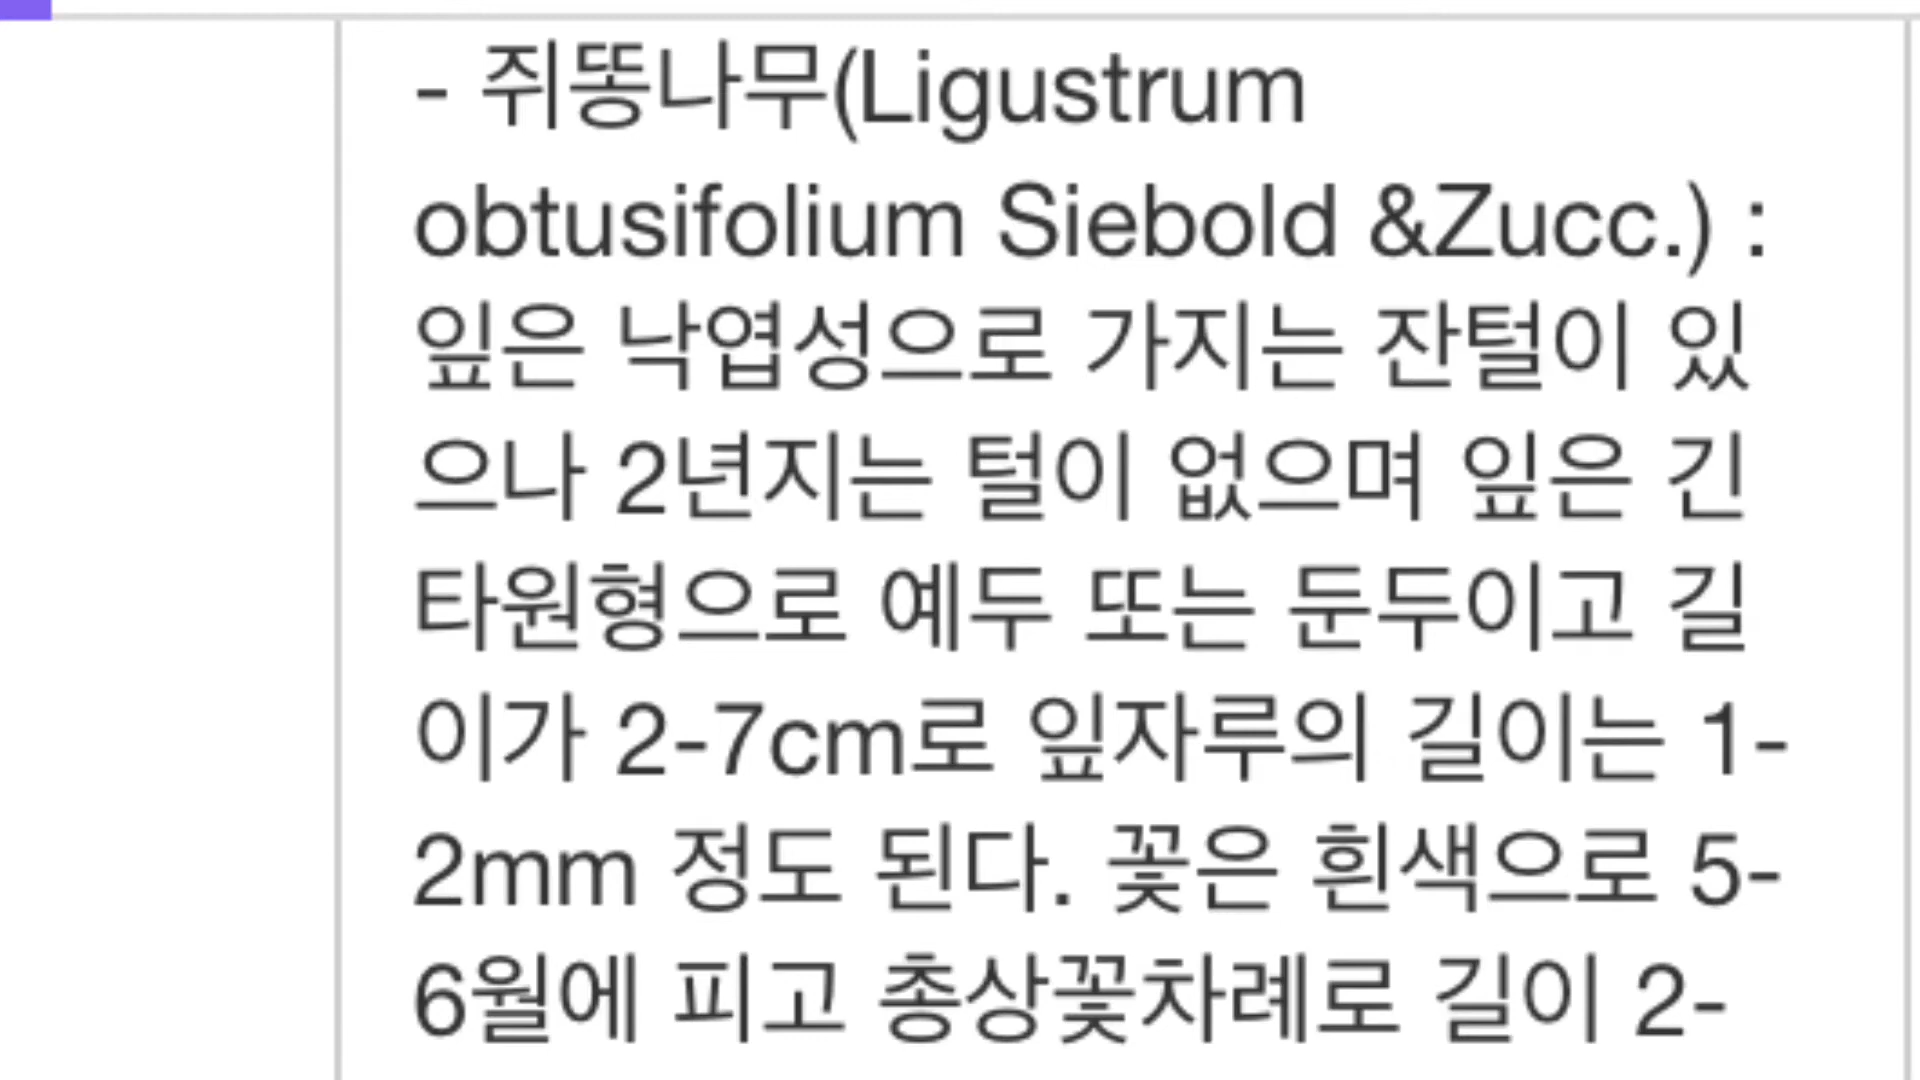 - 쥐똥나무(Ligustrum
obtusifolium Siebold &Zucc.) :
잎은 낙엽성으로 가지는 잔털이 있
으나 2년지는 털이 없으며 잎은 긴
타원형으로 예두 또는 둔두이고 길
이가 2-7cm로 잎자루의 길이는 1-
2mm 정도 된다. 꽃은 흰색으로 5-
6월에 피고 총상꽃차례로 길이 2-